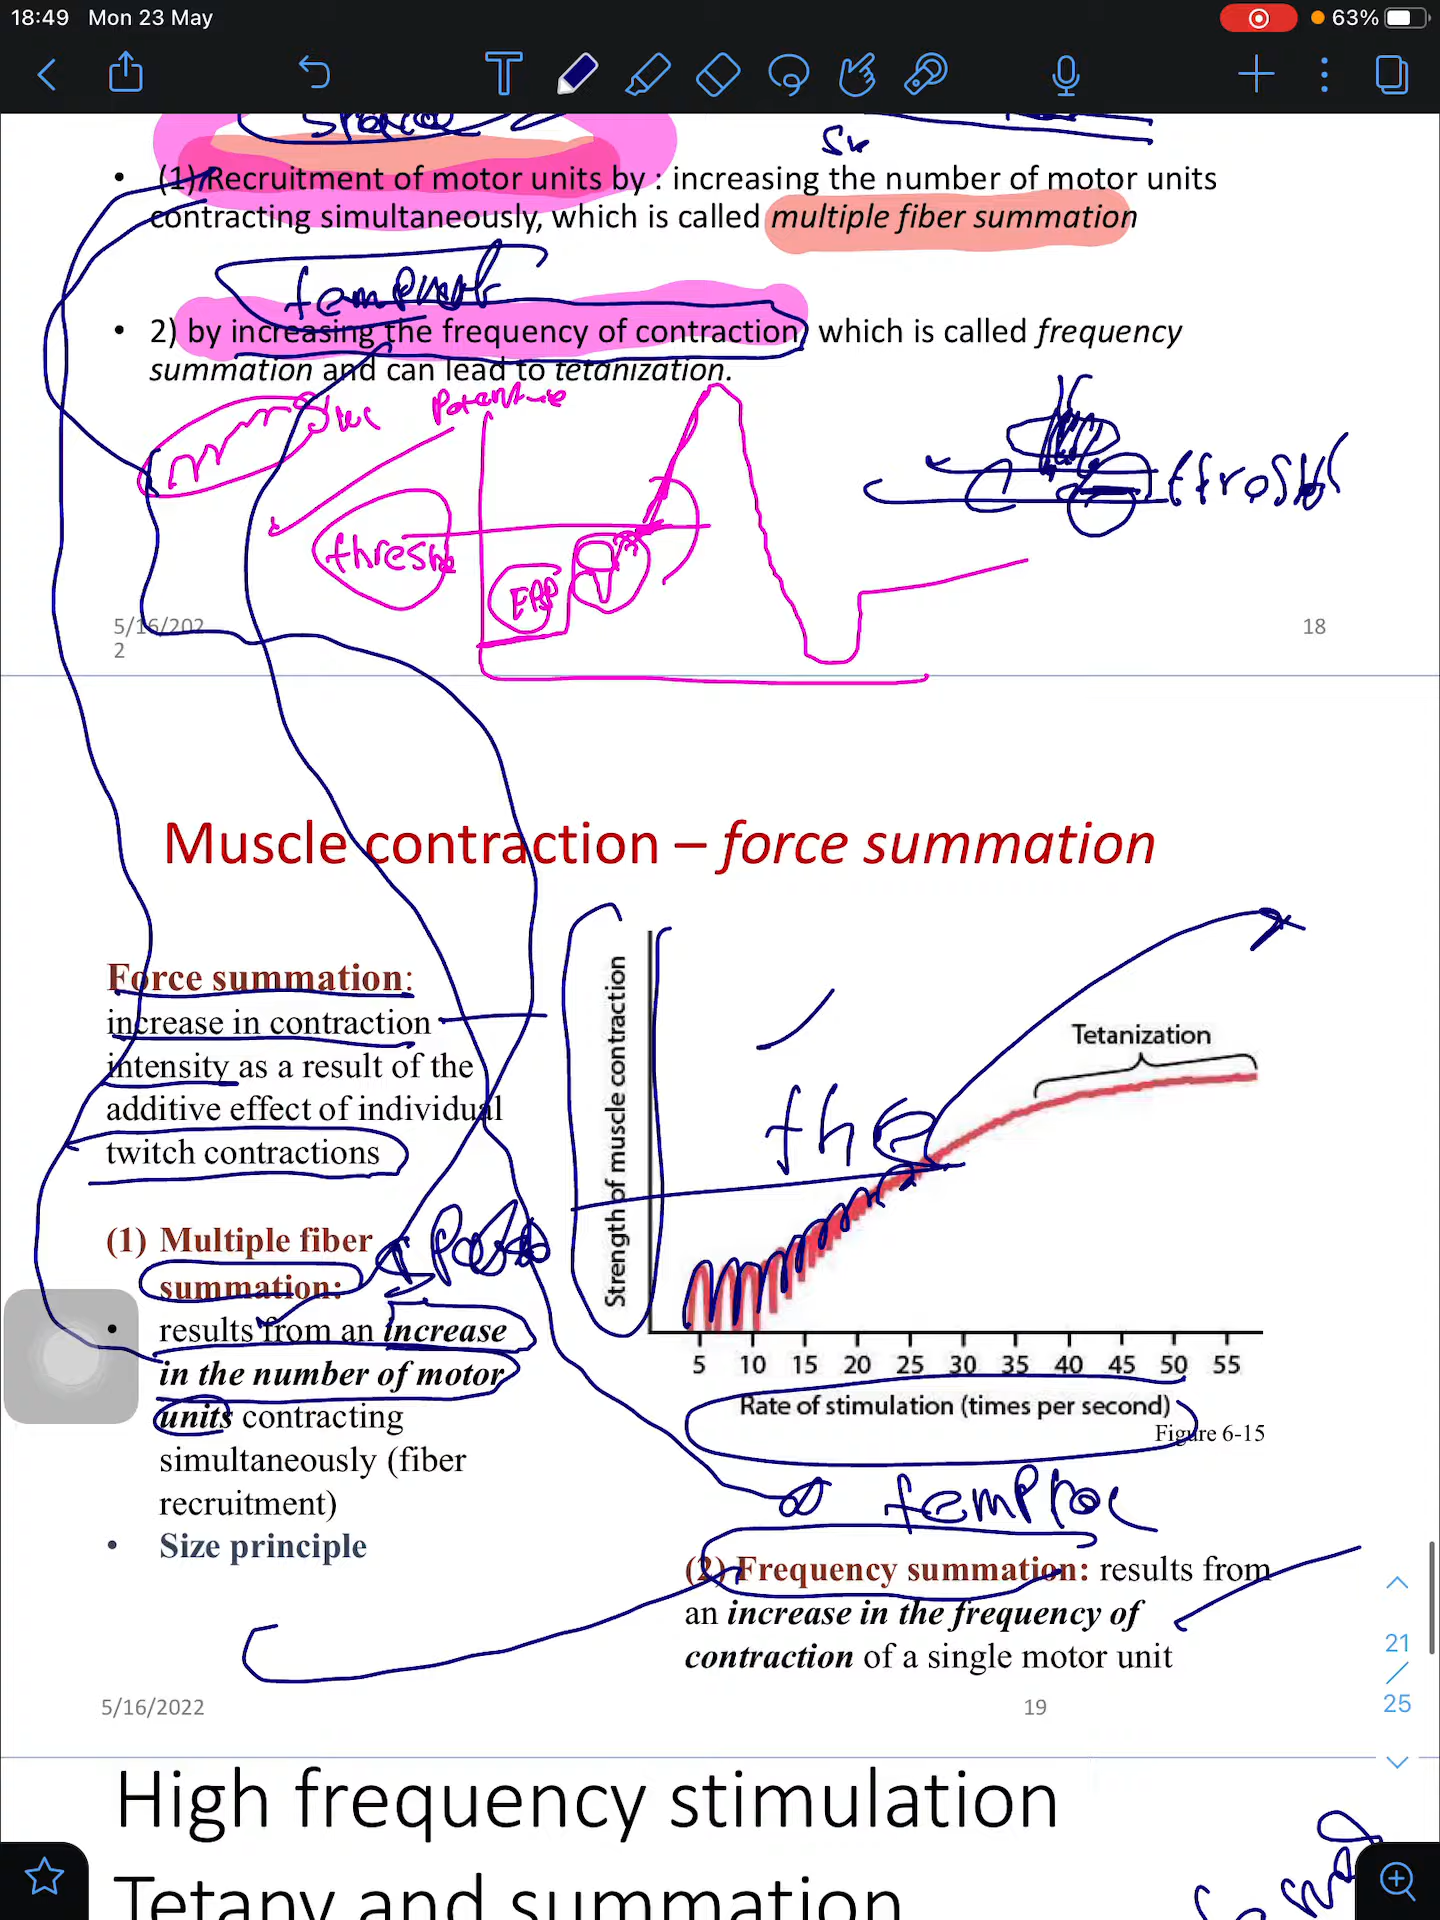 18:49 Mon 23 May
63%
• (1) Recruitment of motor units by : increasing the number of motor units
contracting simultaneously, which is called multiple fiber summation
• 2) by increasing the frequency of contraction, which is called frequency
summation and can lead to tetanization.
thresh
5/16/202
2
18
Muscle contraction – force summation
Force summation:
increase in contraction
intensity as a result of the
additive effect of individual
twitch contractions
(1) Multiple fiber
summation:
• results from an increase
in the number of motor
units contracting
simultaneously (fiber
recruitment)
• Size principle
Strength of muscle contraction
Tetanization
5 10 15 20 25 30 35 40 45 50 55
Rate of stimulation (times per second)
Figure 6-15
(2) Frequency summation: results from
an increase in the frequency of
contraction of a single motor unit
5/16/2022
19
21
/
25
High frequency stimulation
Tetany and summation